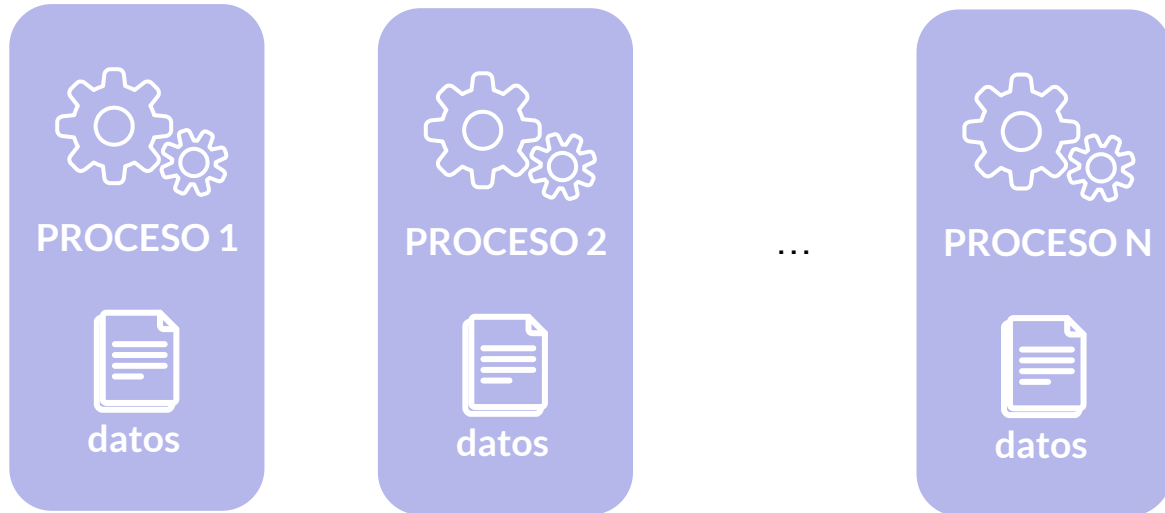 PROCESO 1
datos
PROCESO 2
datos
...
PROCESO N
datos